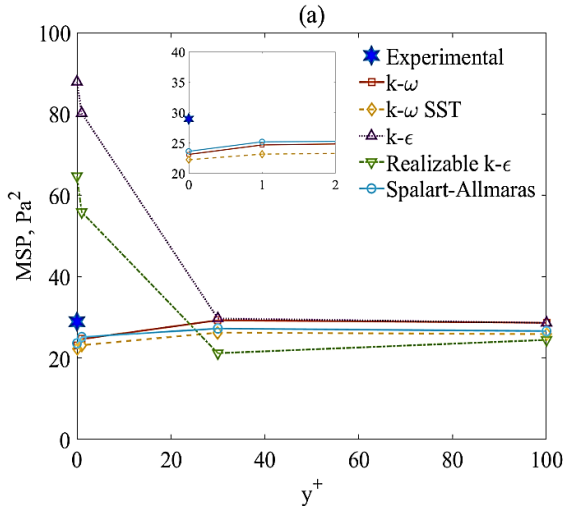 (a)
MSP, Pa²
100
80
60
40
20
0
0
20
40
60
80
100
y⁺
40
35
30
25
20
0
1
2
Experimental
k-ω
k-ω SST
k-ϵ
Realizable k-ϵ
Spalart-Allmaras